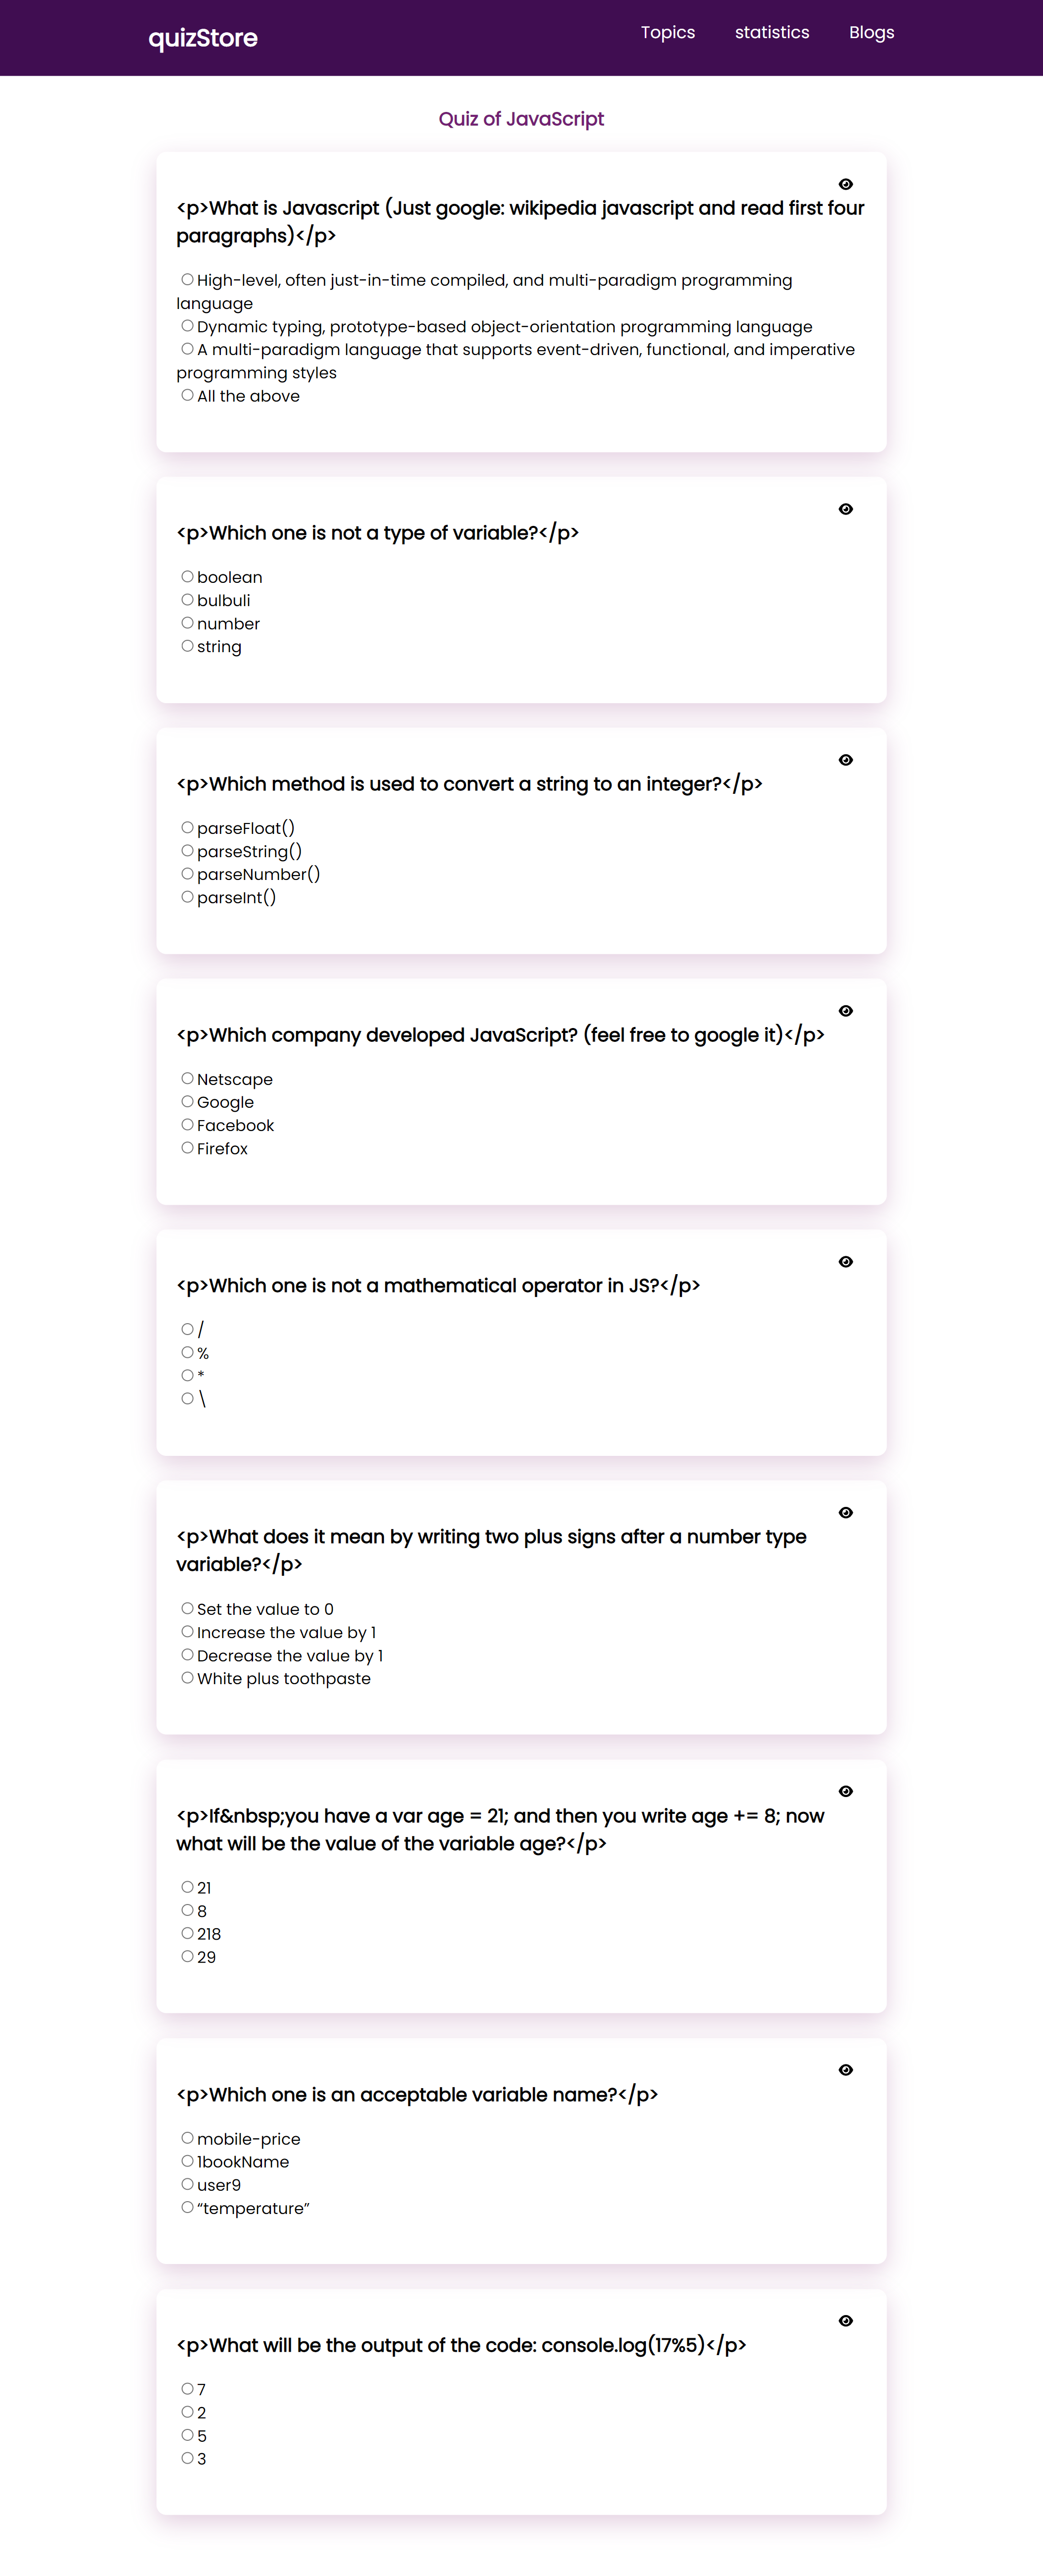 quizStore
Topics
statistics
Blogs
Quiz of JavaScript
<p>What is Javascript (Just google: wikipedia javascript and read first four
paragraphs)</p>
High-level, often just-in-time compiled, and multi-paradigm programming
language
Dynamic typing, prototype-based object-orientation programming language
A multi-paradigm language that supports event-driven, functional, and imperative
programming styles
All the above
<p>Which one is not a type of variable?</p>
boolean
bulbuli
number
string
<p>Which method is used to convert a string to an integer?</p>
parseFloat()
parseString()
parseNumber()
parseInt()
<p>Which company developed JavaScript? (feel free to google it)</p>
Netscape
Google
Facebook
Firefox
<p>Which one is not a mathematical operator in JS?</p>
/
%
*
\
<p>What does it mean by writing two plus signs after a number type
variable?</p>
Set the value to 0
Increase the value by 1
Decrease the value by 1
White plus toothpaste
<p>If&nbsp;you have a var age = 21; and then you write age += 8; now
what will be the value of the variable age?</p>
21
8
218
29
<p>Which one is an acceptable variable name?</p>
mobile-price
1bookName
user9
“temperature”
<p>What will be the output of the code: console.log(17%5)</p>
7
2
5
3